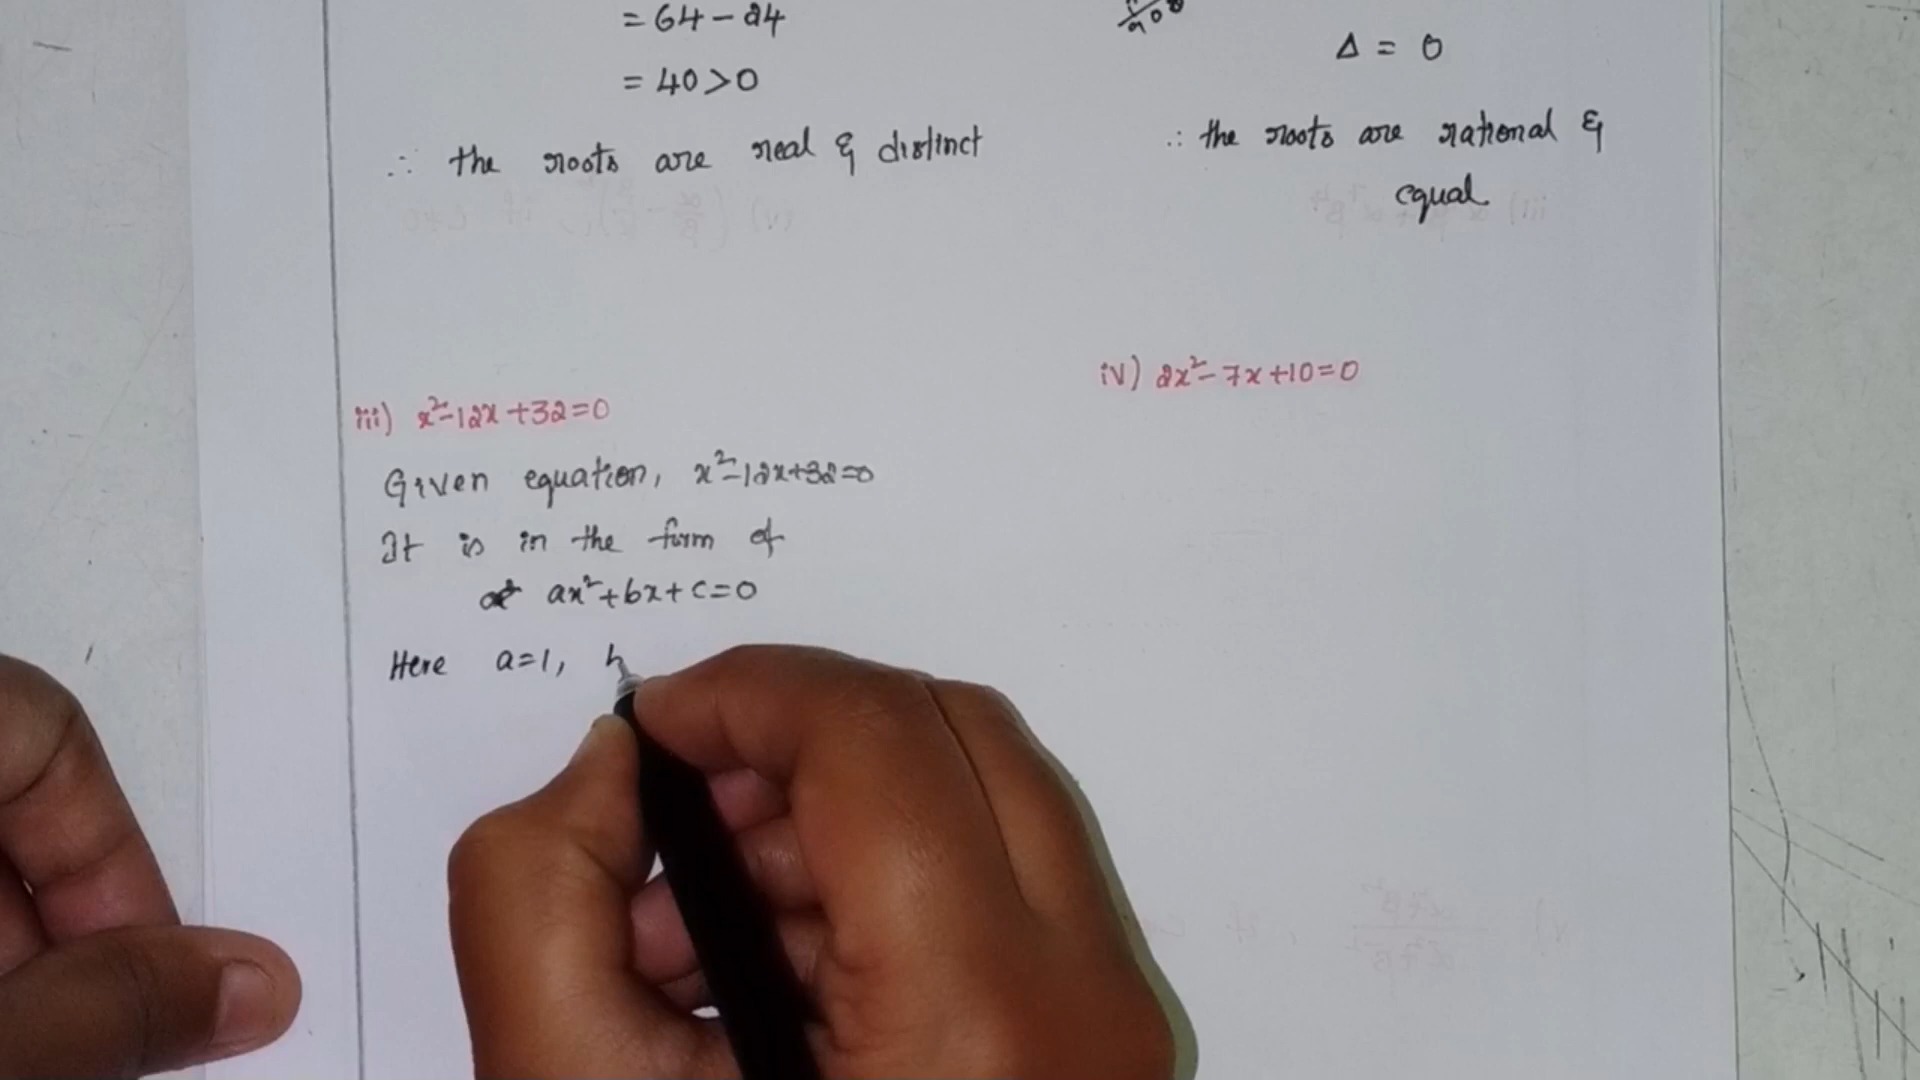 = 64 - 24
= 40 > 0
∴ the roots are real & distinct
Δ = 0
∴ the roots are rational &
equal
iii) x²-12x+32=0
Given equation, x²-12x+32=0
It is in the form of
ax²+bx+c=0
Here a=1, b
iv) 2x²-7x+10=0